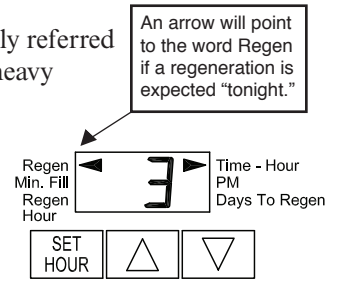 ly referred
heavy
An arrow will point
to the word Regen
if a regeneration is
expected “tonight.”
Regen
Min. Fill
Regen
Hour
3
Time - Hour
PM
Days To Regen
SET
HOUR